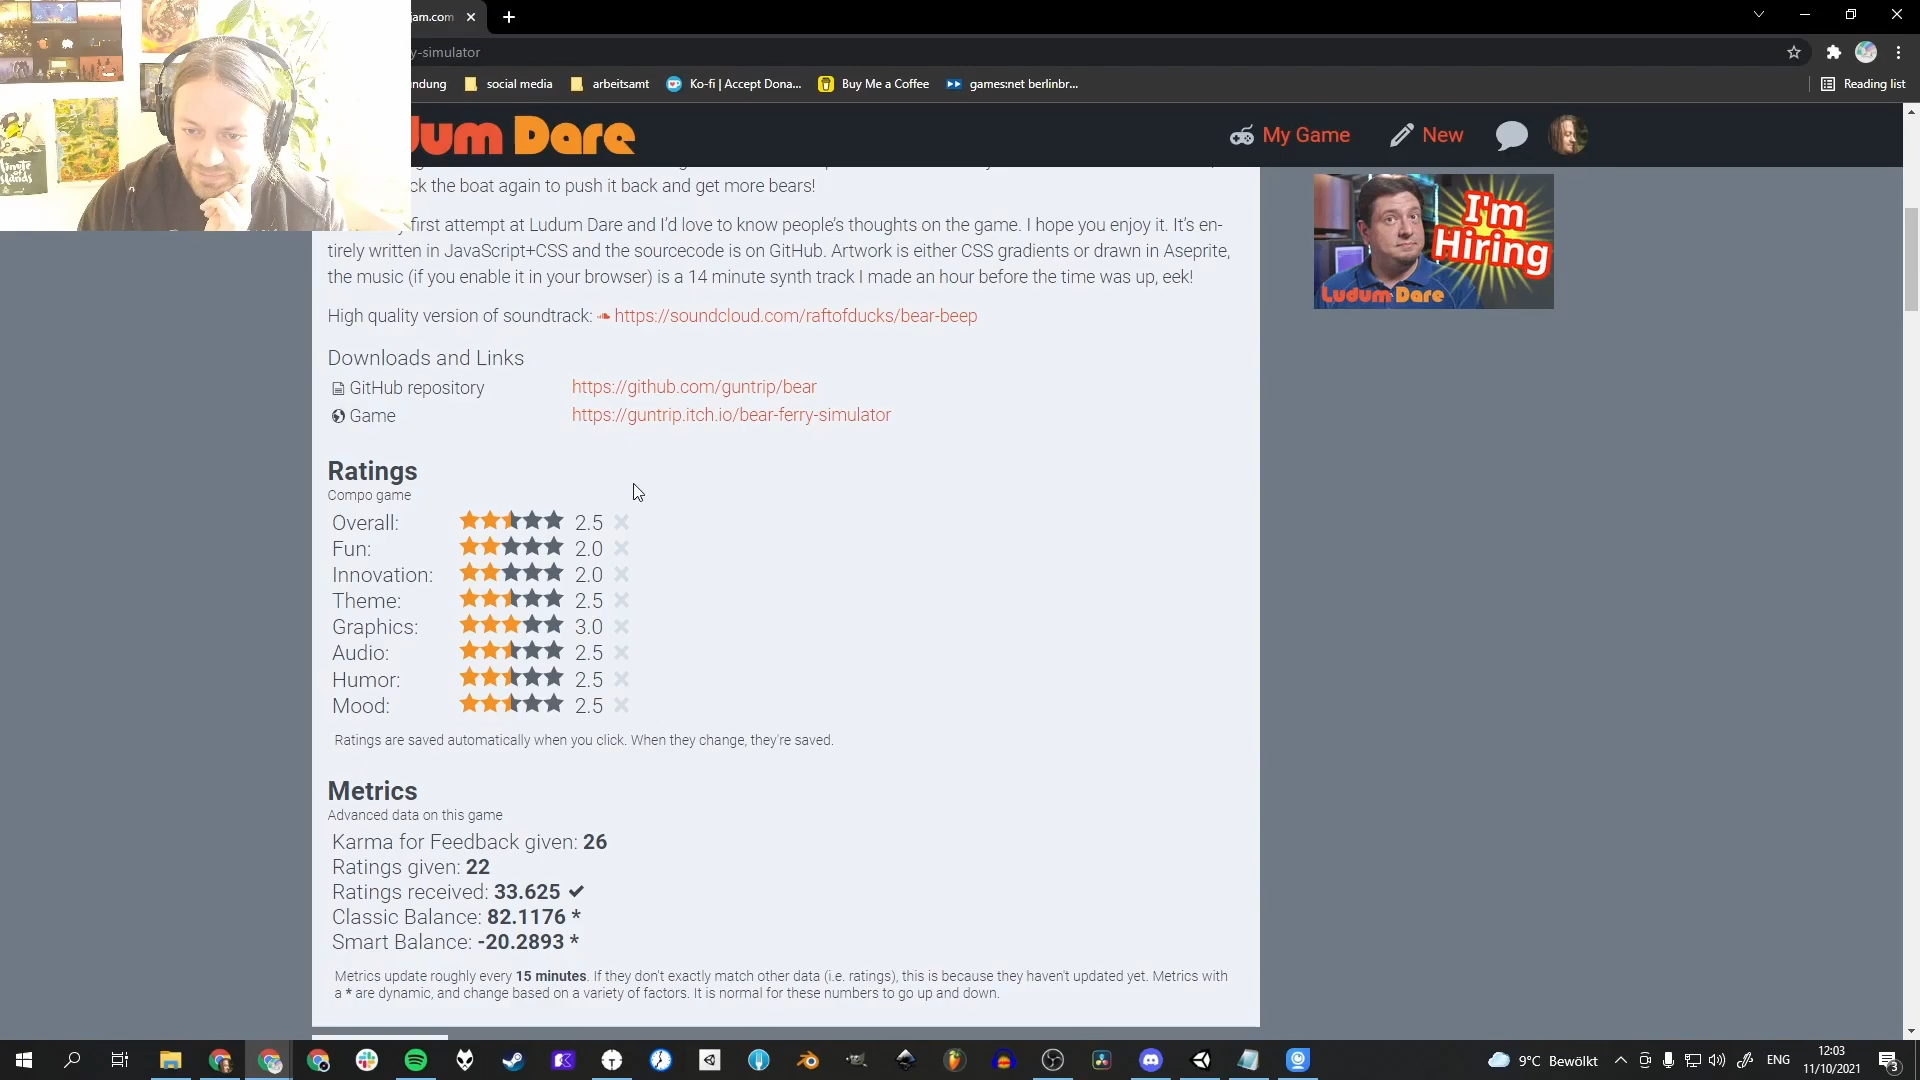 jam.com
y-simulator
ndung
social media
arbeitsamt
Ko-fi | Accept Dona...
Buy Me a Coffee
games:net berlinbr...
Reading list
dum Dare
My Game
New
ck the boat again to push it back and get more bears!
first attempt at Ludum Dare and I'd love to know people's thoughts on the game. I hope you enjoy it. It's en-
tirely written in JavaScript+CSS and the sourcecode is on GitHub. Artwork is either CSS gradients or drawn in Aseprite,
the music (if you enable it in your browser) is a 14 minute synth track I made an hour before the time was up, eek!
I'm
Hiring
Ludum Dare
High quality version of soundtrack: https://soundcloud.com/raftofducks/bear-beep
Downloads and Links
GitHub repository https://github.com/guntrip/bear
Game https://guntrip.itch.io/bear-ferry-simulator
Ratings
Compo game
Overall: 2.5
Fun: 2.0
Innovation: 2.0
Theme: 2.5
Graphics: 3.0
Audio: 2.5
Humor: 2.5
Mood: 2.5
Ratings are saved automatically when you click. When they change, they're saved.
Metrics
Advanced data on this game
Karma for Feedback given: 26
Ratings given: 22
Ratings received: 33.625 ✔
Classic Balance: 82.1176 *
Smart Balance: -20.2893 *
Metrics update roughly every 15 minutes. If they don't exactly match other data (i.e. ratings), this is because they haven't updated yet. Metrics with
a * are dynamic, and change based on a variety of factors. It is normal for these numbers to go up and down.
9°C Bewölkt
ENG
12:03
11/10/2021
3